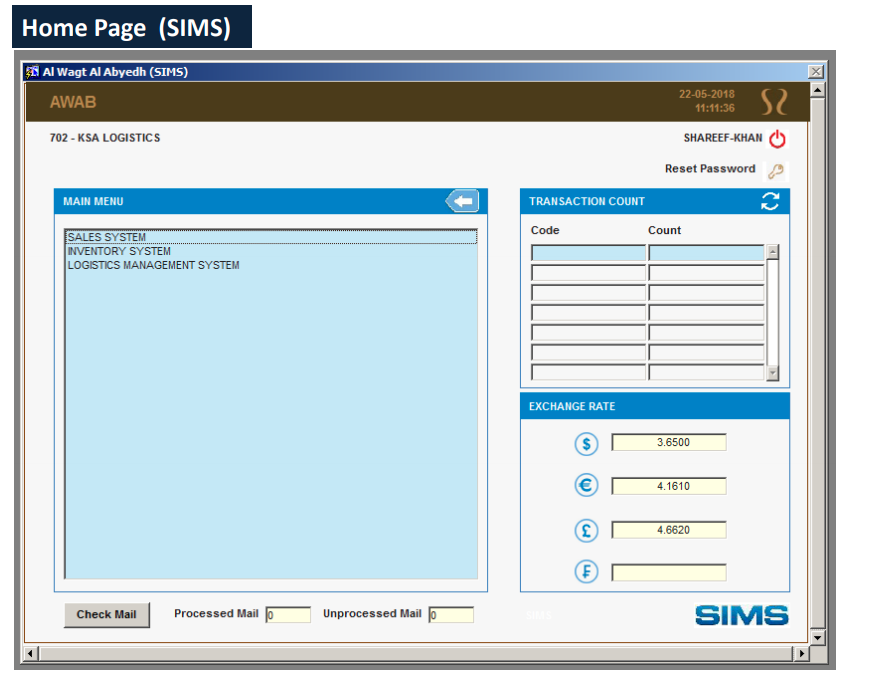 Home Page (SIMS)
Al Wagt Al Abyedh (SIMS)
AWAB
22-05-2018
11:11:36
702 - KSA LOGISTICS
SHAREEF-KHAN
Reset Password
MAIN MENU
SALES SYSTEM
INVENTORY SYSTEM
LOGISTICS MANAGEMENT SYSTEM
TRANSACTION COUNT
Code Count
EXCHANGE RATE
$ 3.6500
€ 4.1610
£ 4.6620
₣
Check Mail Processed Mail 0 Unprocessed Mail 0
SIMS